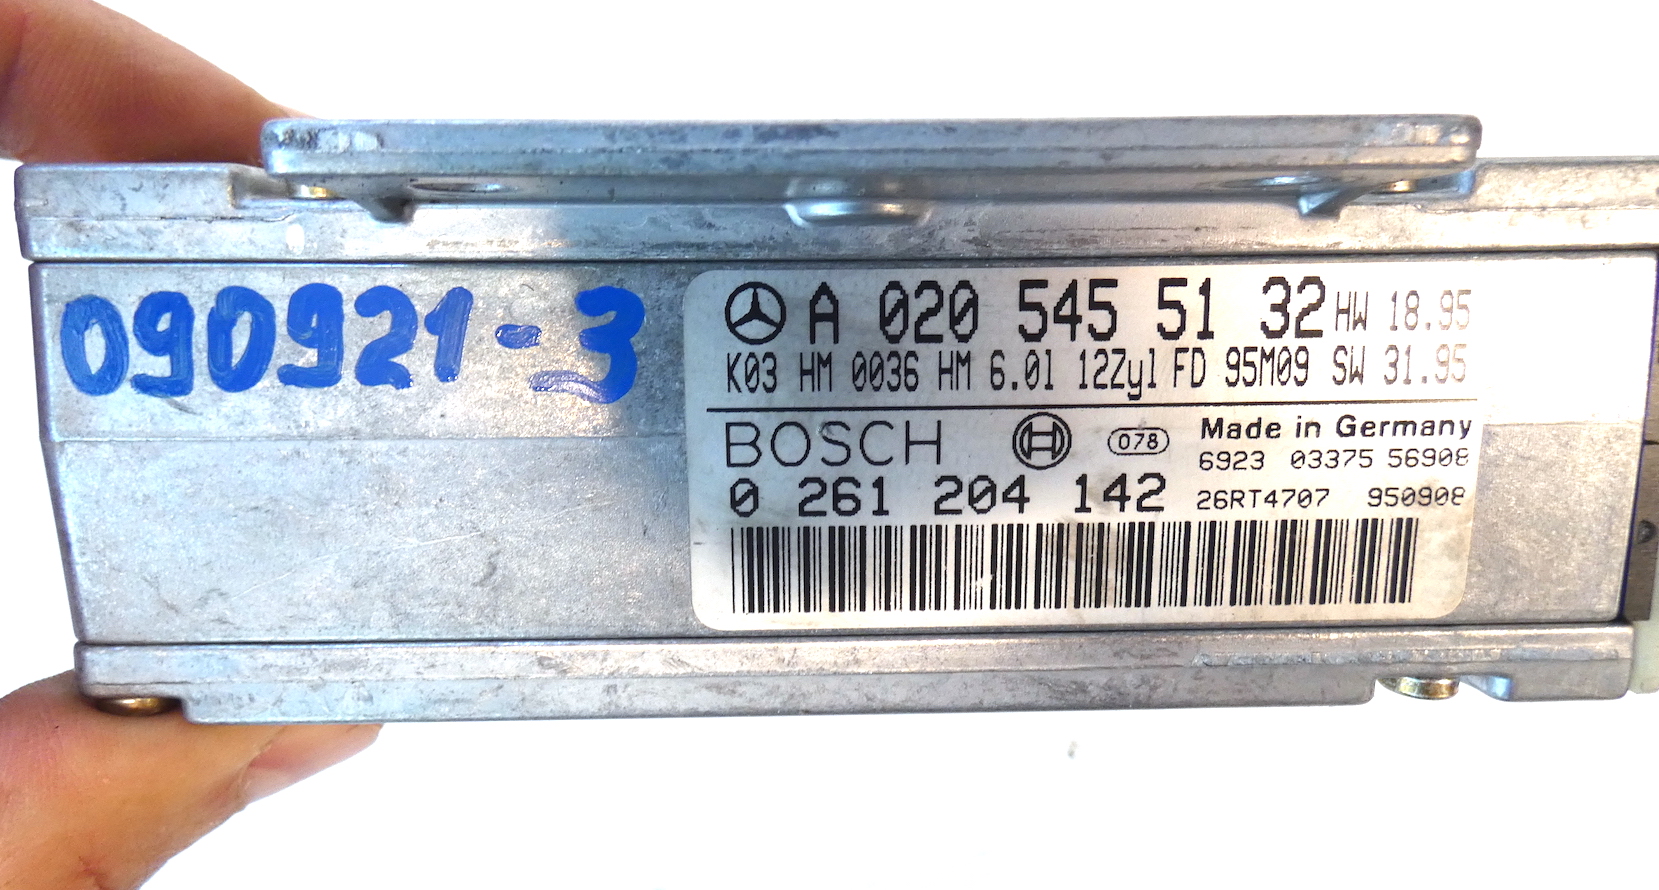 090921-3
A 020 545 51 32 HW 18.95
K03 HM 0036 HM 6.0l 12Zyl FD 95M09 SW 31.95
BOSCH 078 Made in Germany
6923 03375 56908
0 261 204 142 26RT4707 950908